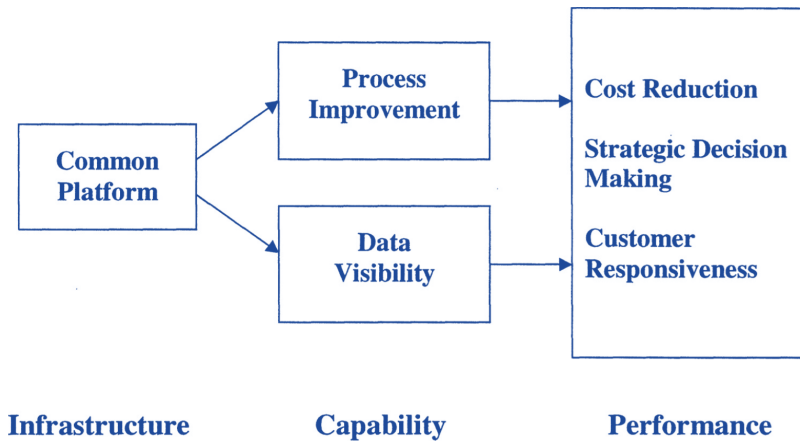 Common
Platform
Process
Improvement
Data
Visibility
Cost Reduction
Strategic Decision
Making
Customer
Responsiveness
Infrastructure
Capability
Performance